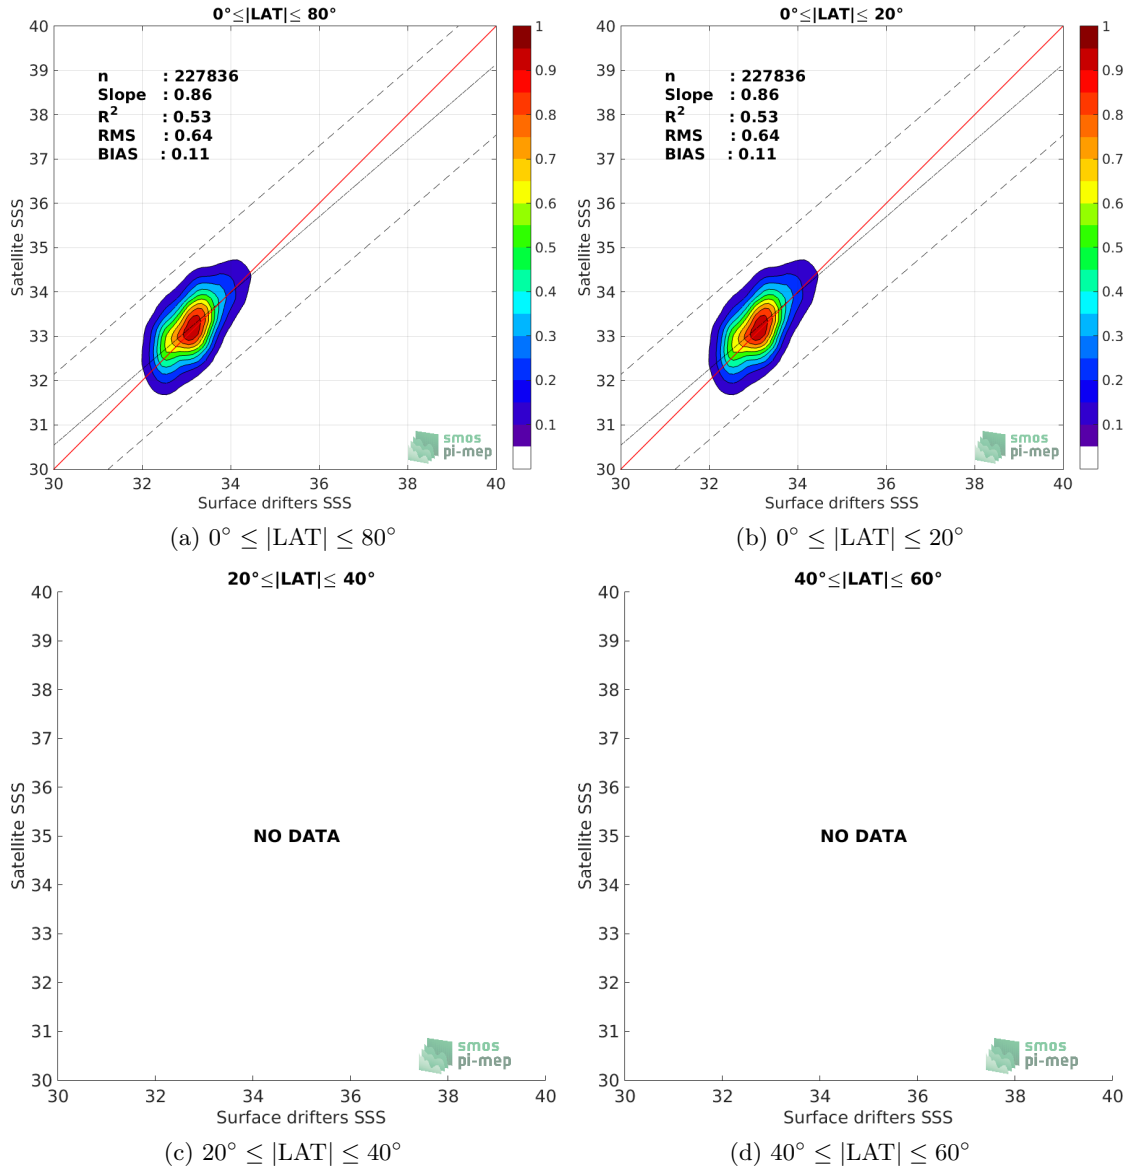 0°≤|LAT|≤ 80°
n : 227836
Slope : 0.86
R² : 0.53
RMS : 0.64
BIAS : 0.11
40
39
38
37
36
35
34
33
32
31
30
30 32 34 36 38 40
Satellite SSS
Surface drifters SSS
1
0.9
0.8
0.7
0.6
0.5
0.4
0.3
0.2
0.1
smos
pi-mep
(a) 0° ≤ |LAT| ≤ 80°
0°≤|LAT|≤ 20°
n : 227836
Slope : 0.86
R² : 0.53
RMS : 0.64
BIAS : 0.11
40
39
38
37
36
35
34
33
32
31
30
30 32 34 36 38 40
Satellite SSS
Surface drifters SSS
1
0.9
0.8
0.7
0.6
0.5
0.4
0.3
0.2
0.1
smos
pi-mep
(b) 0° ≤ |LAT| ≤ 20°
20°≤|LAT|≤ 40°
40
39
38
37
36
35
34
33
32
31
30
30 32 34 36 38 40
Satellite SSS
NO DATA
Surface drifters SSS
smos
pi-mep
(c) 20° ≤ |LAT| ≤ 40°
40°≤|LAT|≤ 60°
40
39
38
37
36
35
34
33
32
31
30
30 32 34 36 38 40
Satellite SSS
NO DATA
Surface drifters SSS
smos
pi-mep
(d) 40° ≤ |LAT| ≤ 60°